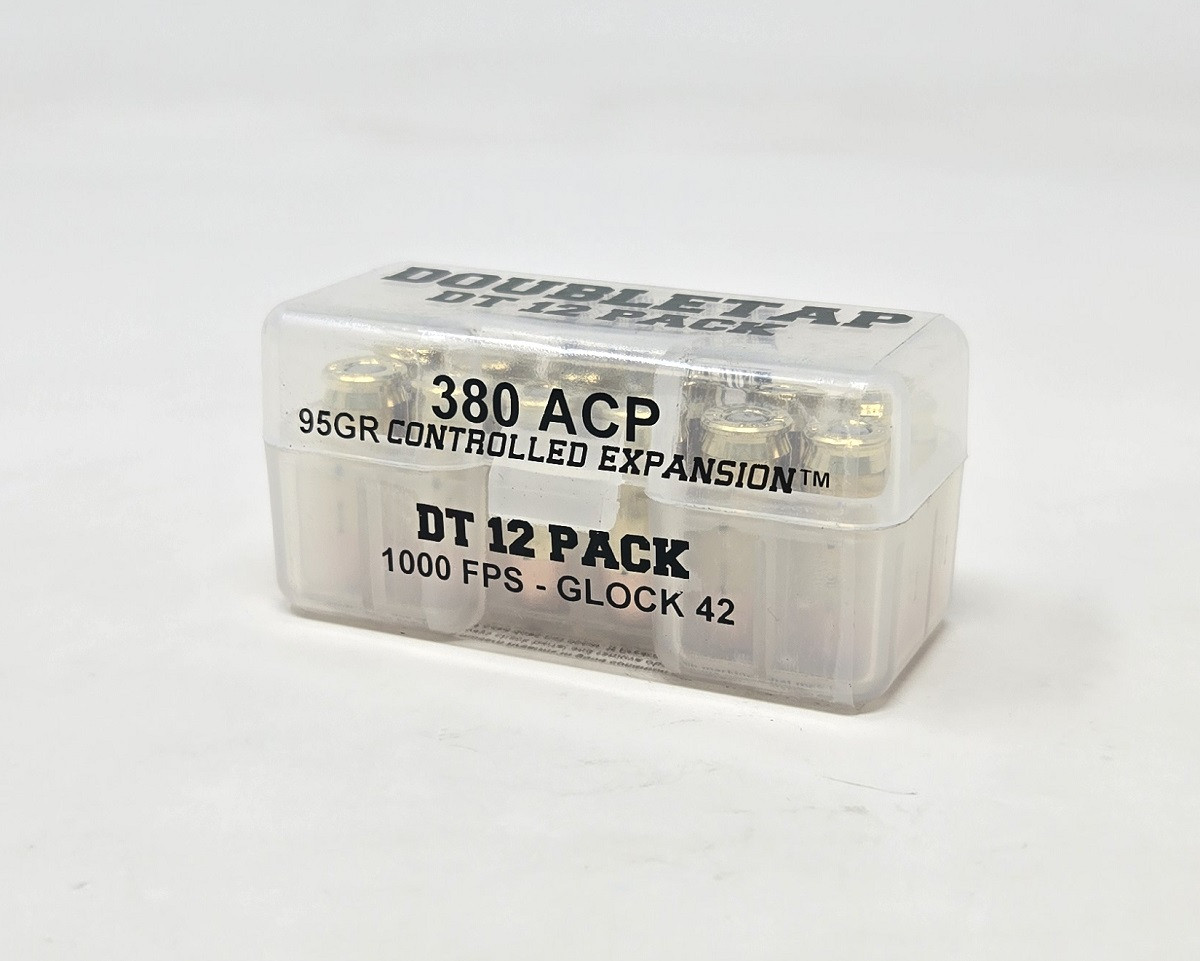 DOUBLETAP
DT 12 PACK
380 ACP
95GR CONTROLLED EXPANSION™
DT 12 PACK
1000 FPS - GLOCK 42